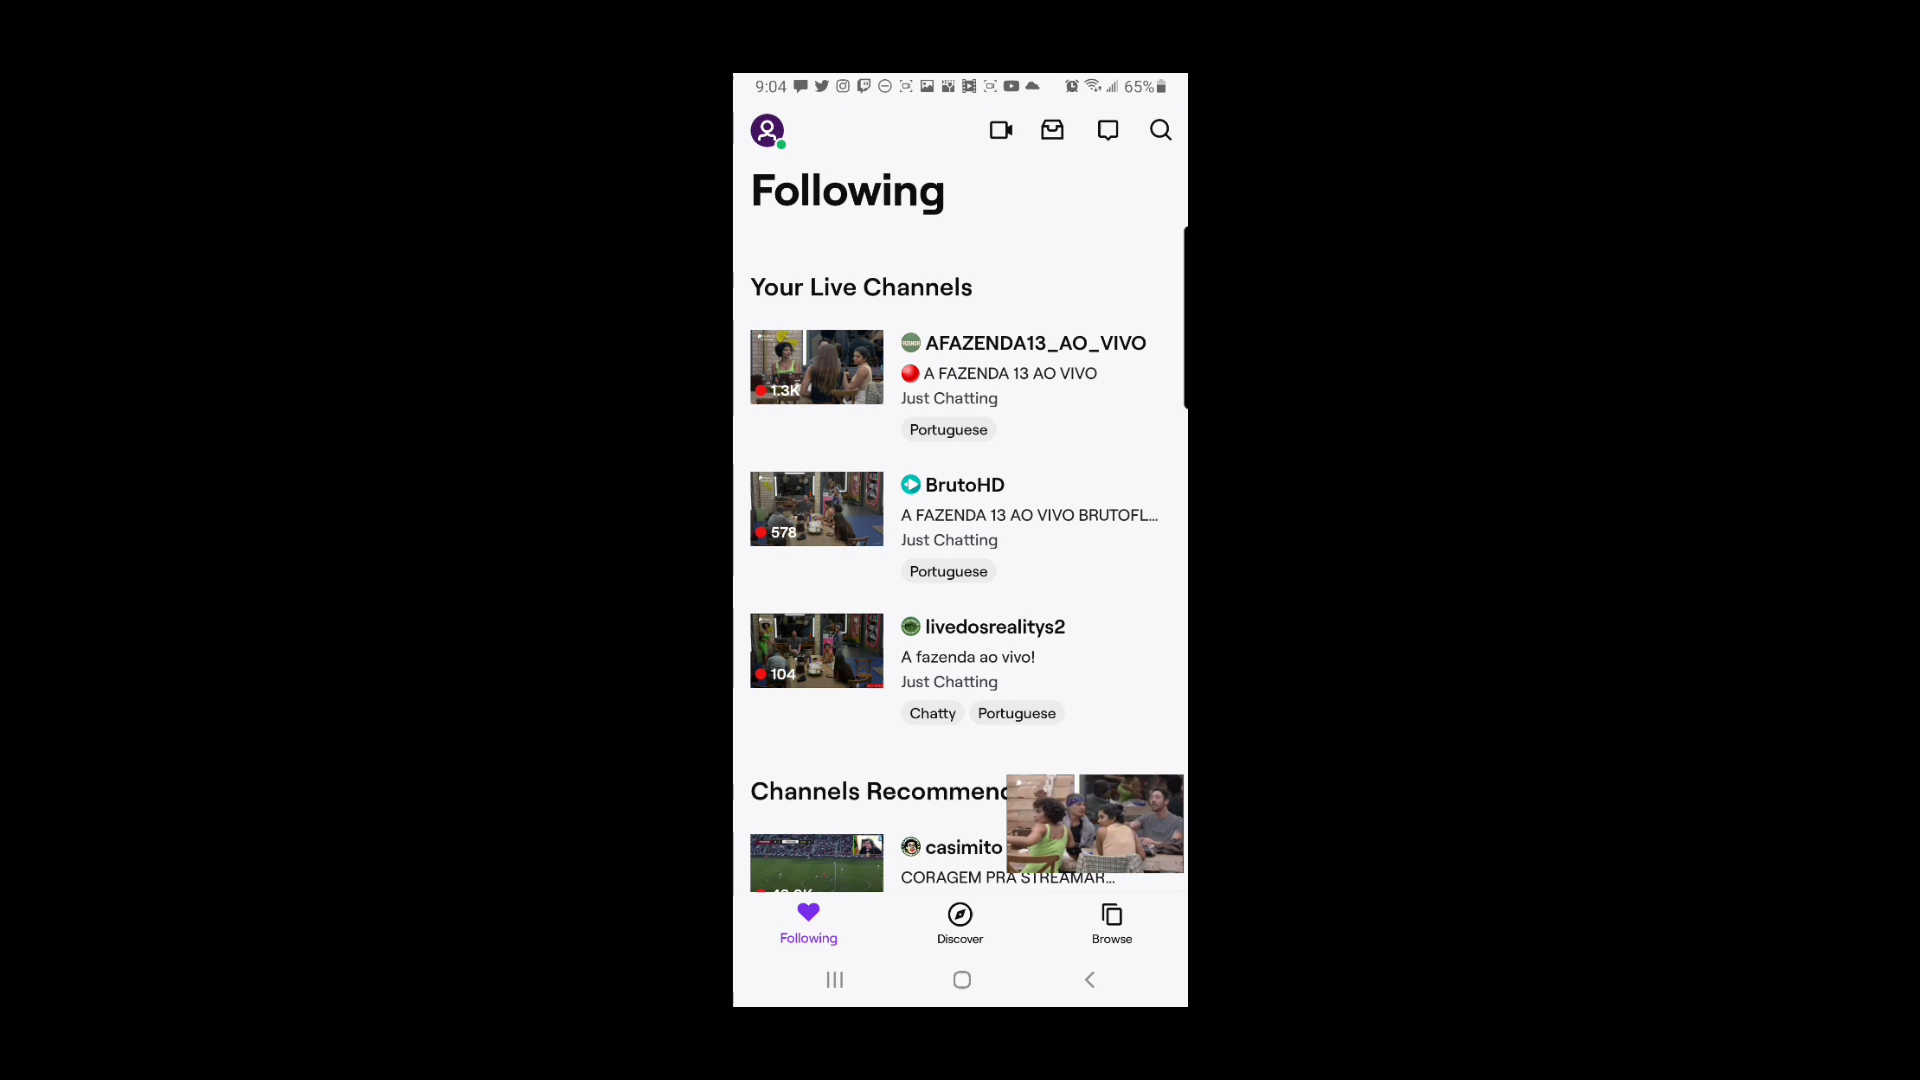 9:04
65%
Following
Your Live Channels
AFAZENDA13_AO_VIVO
A FAZENDA 13 AO VIVO
1.3K
Just Chatting
Portuguese
BrutoHD
A FAZENDA 13 AO VIVO BRUTOFL...
578
Just Chatting
Portuguese
livedosrealitys2
A fazenda ao vivo!
104
Just Chatting
Chatty Portuguese
Channels
casimito
CORAGEM PRA STREAMAR...
Following
Discover
Browse